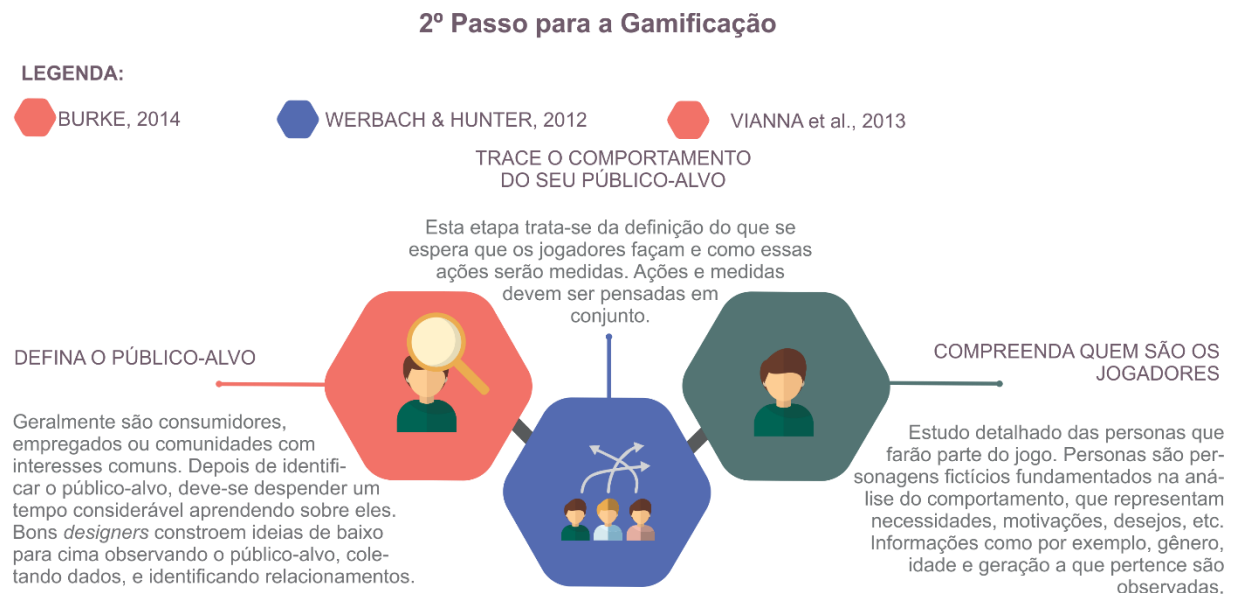 2º Passo para a Gamificação
LEGENDA:
BURKE, 2014
WERBACH & HUNTER, 2012
VIANNA et al., 2013
TRACE O COMPORTAMENTO
DO SEU PÚBLICO-ALVO
Esta etapa trata-se da definição do que se
espera que os jogadores façam e como essas
ações serão medidas. Ações e medidas
devem ser pensadas em
conjunto.
DEFINA O PÚBLICO-ALVO
Geralmente são consumidores,
empregados ou comunidades com
interesses comuns. Depois de identifi-
car o público-alvo, deve-se despender um
tempo considerável aprendendo sobre eles.
Bons designers constroem ideias de baixo
para cima observando o público-alvo, cole-
tando dados, e identificando relacionamentos.
COMPREENDA QUEM SÃO OS
JOGADORES
Estudo detalhado das personas que
farão parte do jogo. Personas são per-
sonagens fictícios fundamentados na aná-
lise do comportamento, que representam
necessidades, motivações, desejos, etc.
Informações como por exemplo, gênero,
idade e geração a que pertence são
observadas.